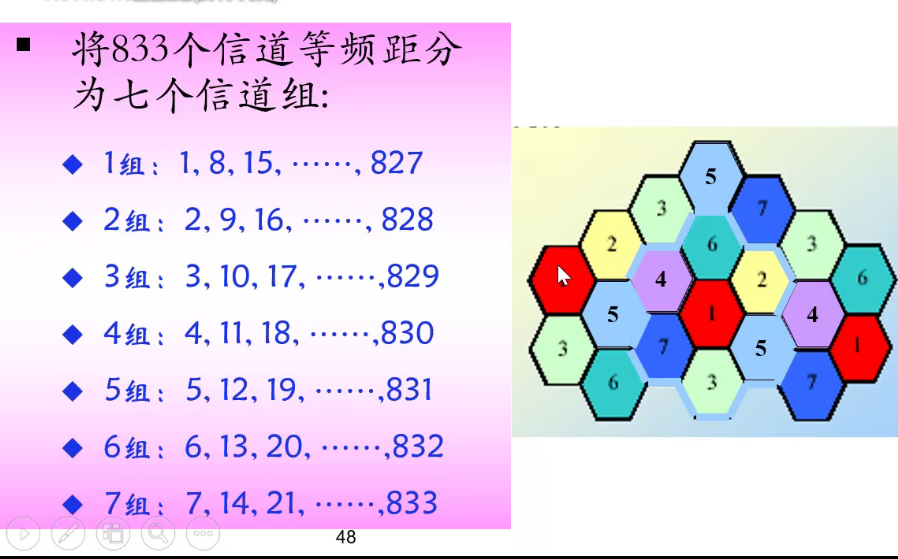 ■ 将833个信道等频距分
为七个信道组:
◆ 1组: 1, 8, 15, ……, 827
◆ 2组: 2, 9, 16, ……, 828
◆ 3组: 3, 10, 17, ……,829
◆ 4组: 4, 11, 18, ……,830
◆ 5组: 5, 12, 19, ……,831
◆ 6组: 6, 13, 20, ……,832
◆ 7组: 7, 14, 21, ……,833
5
3 7
2 6 3
4 2 6
5 1 4
3 7 5 1
6 3 7
48